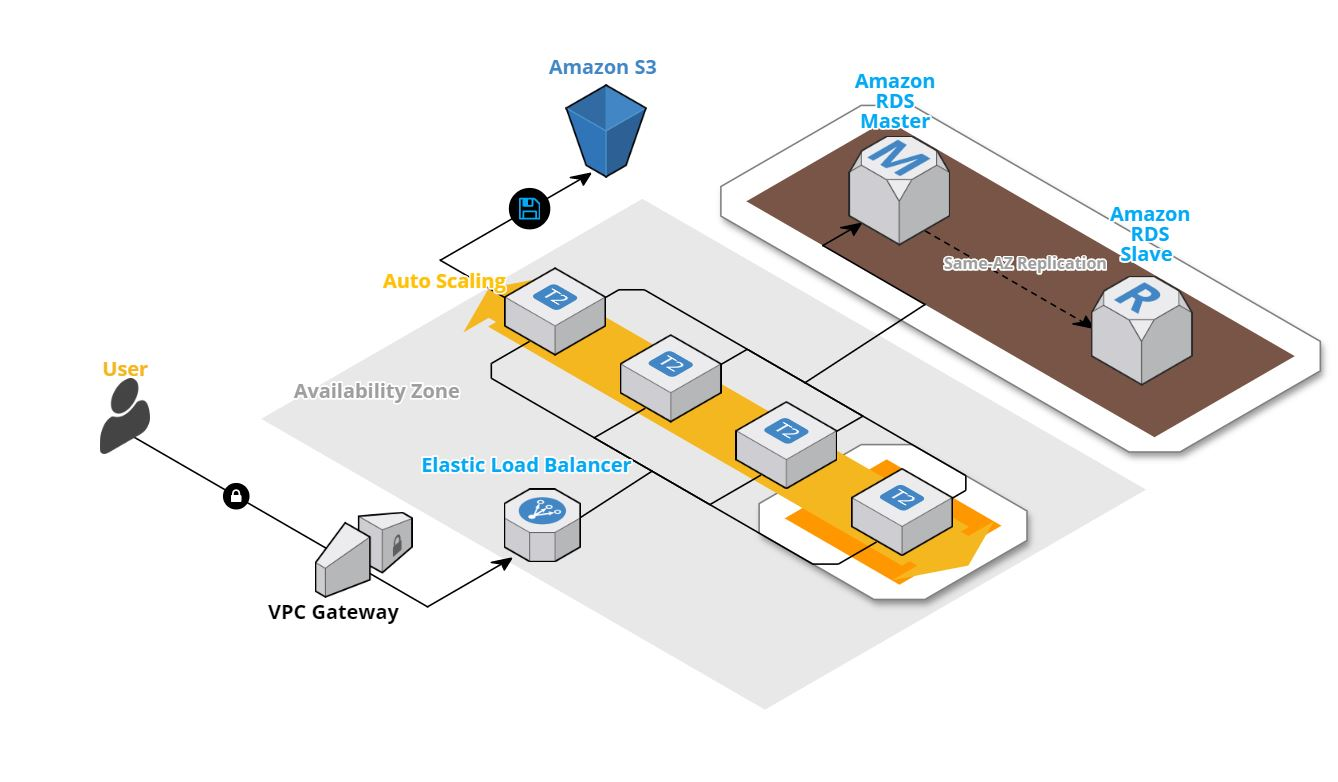 Amazon S3
Amazon
RDS
Master
Amazon
RDS
Slave
Same-AZ Replication
Auto Scaling
T2
T2
T2
T2
M
R
User
Availability Zone
Elastic Load Balancer
VPC Gateway